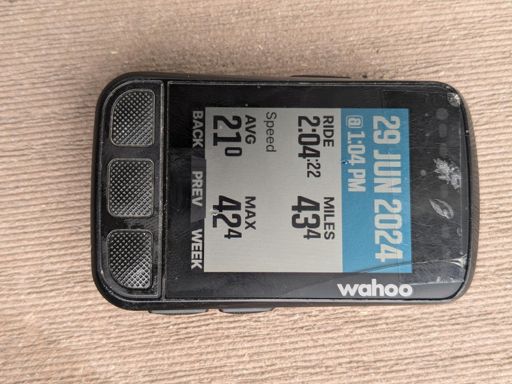 wahoo
29 JUN 2024
@ 1:04 PM
RIDE MILES
2:04:22 43.4
Speed
AVG MAX
21.0 42.4
BACK PREV WEEK